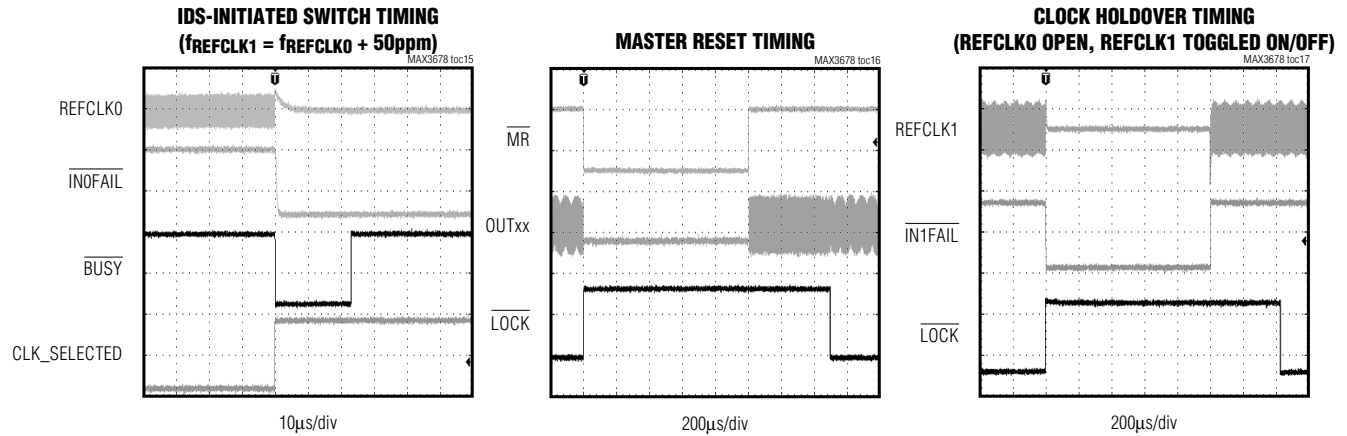 IDS-INITIATED SWITCH TIMING
(fREFCLK1 = fREFCLK0 + 50ppm)
MAX3678 toc15
T
REFCLK0
IN0FAIL
BUSY
CLK_SELECTED
10µs/div
MASTER RESET TIMING
MAX3678 toc16
T
MR
OUTxx
LOCK
200µs/div
CLOCK HOLDOVER TIMING
(REFCLK0 OPEN, REFCLK1 TOGGLED ON/OFF)
MAX3678 toc17
T
REFCLK1
IN1FAIL
LOCK
200µs/div